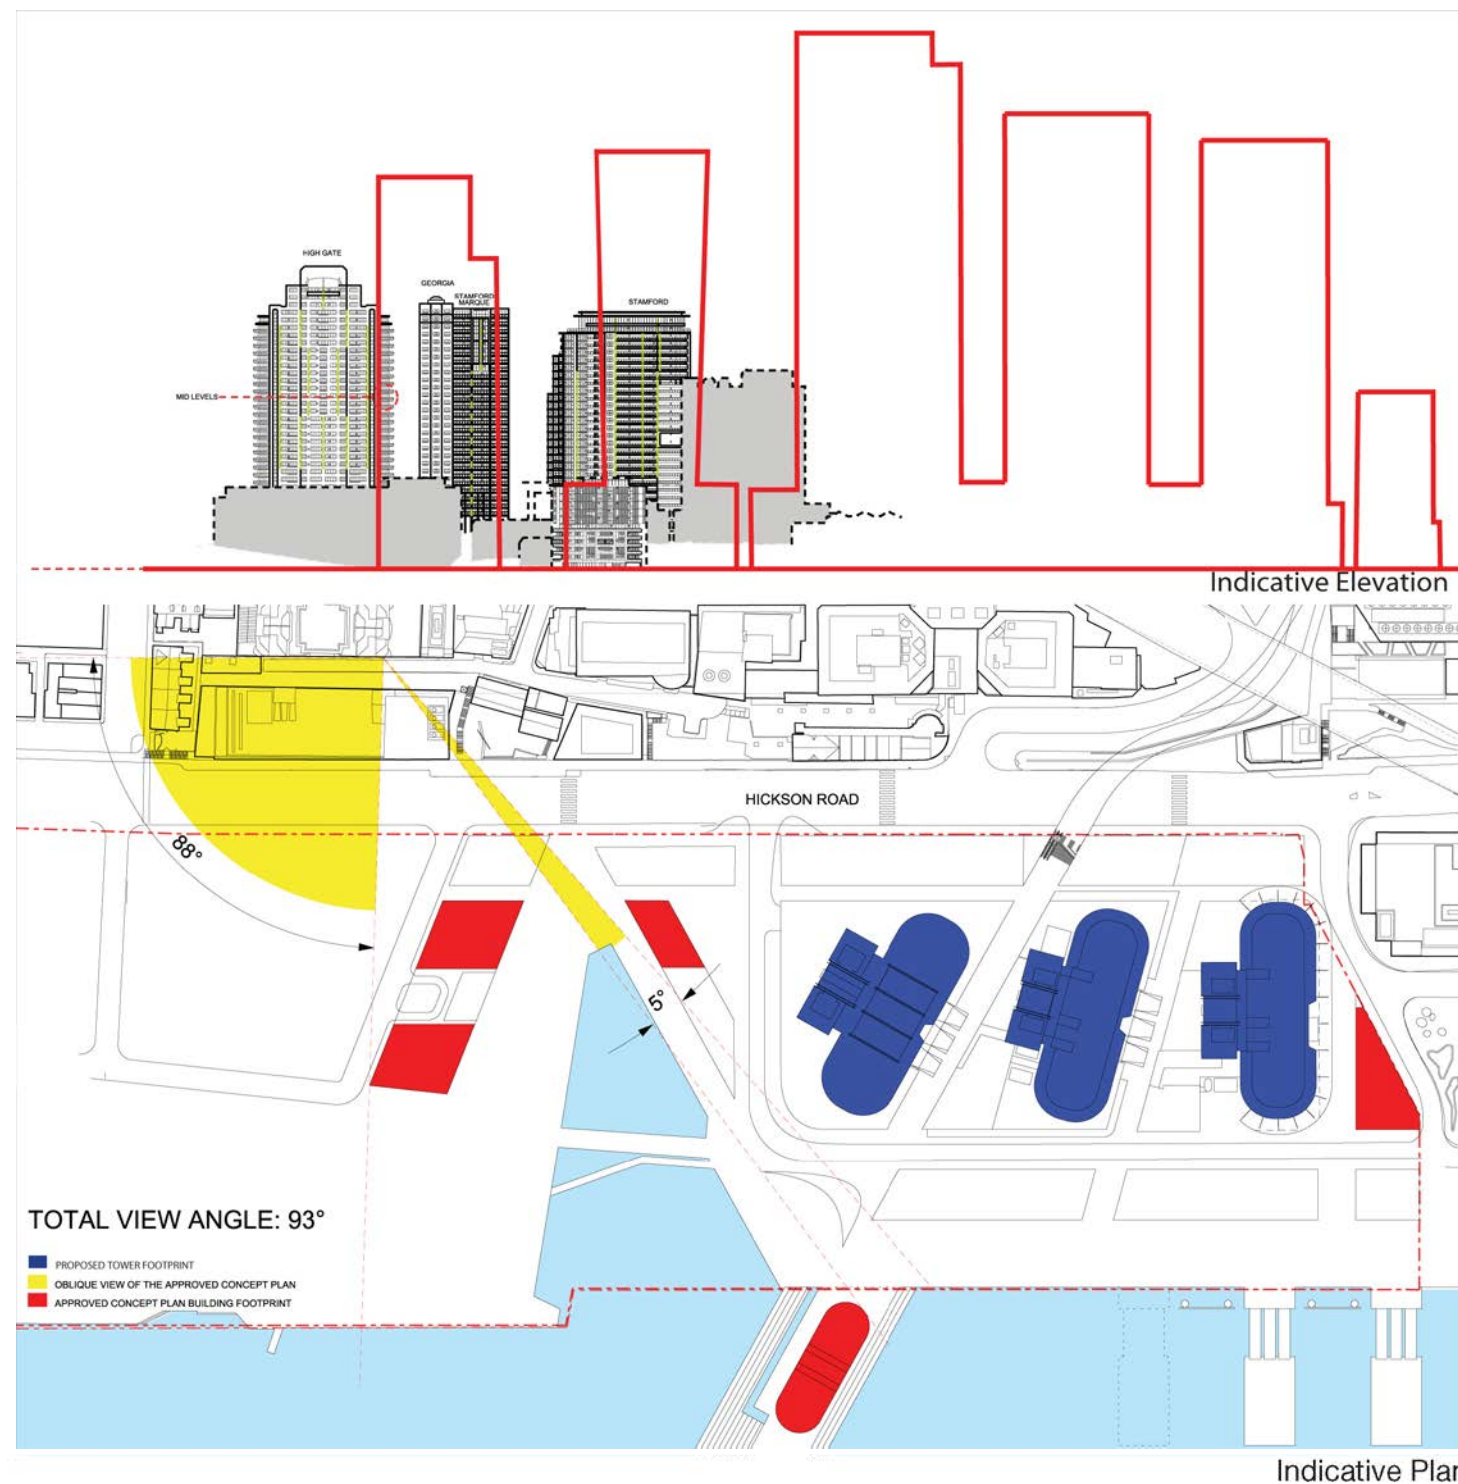 HIGH GATE
GEORGIA
STAMFORD
MARQUE
STAMFORD
MID LEVELS
Indicative Elevation
HICKSON ROAD
88°
5°
TOTAL VIEW ANGLE: 93°
PROPOSED TOWER FOOTPRINT
OBLIQUE VIEW OF THE APPROVED CONCEPT PLAN
APPROVED CONCEPT PLAN BUILDING FOOTPRINT
Indicative Plan